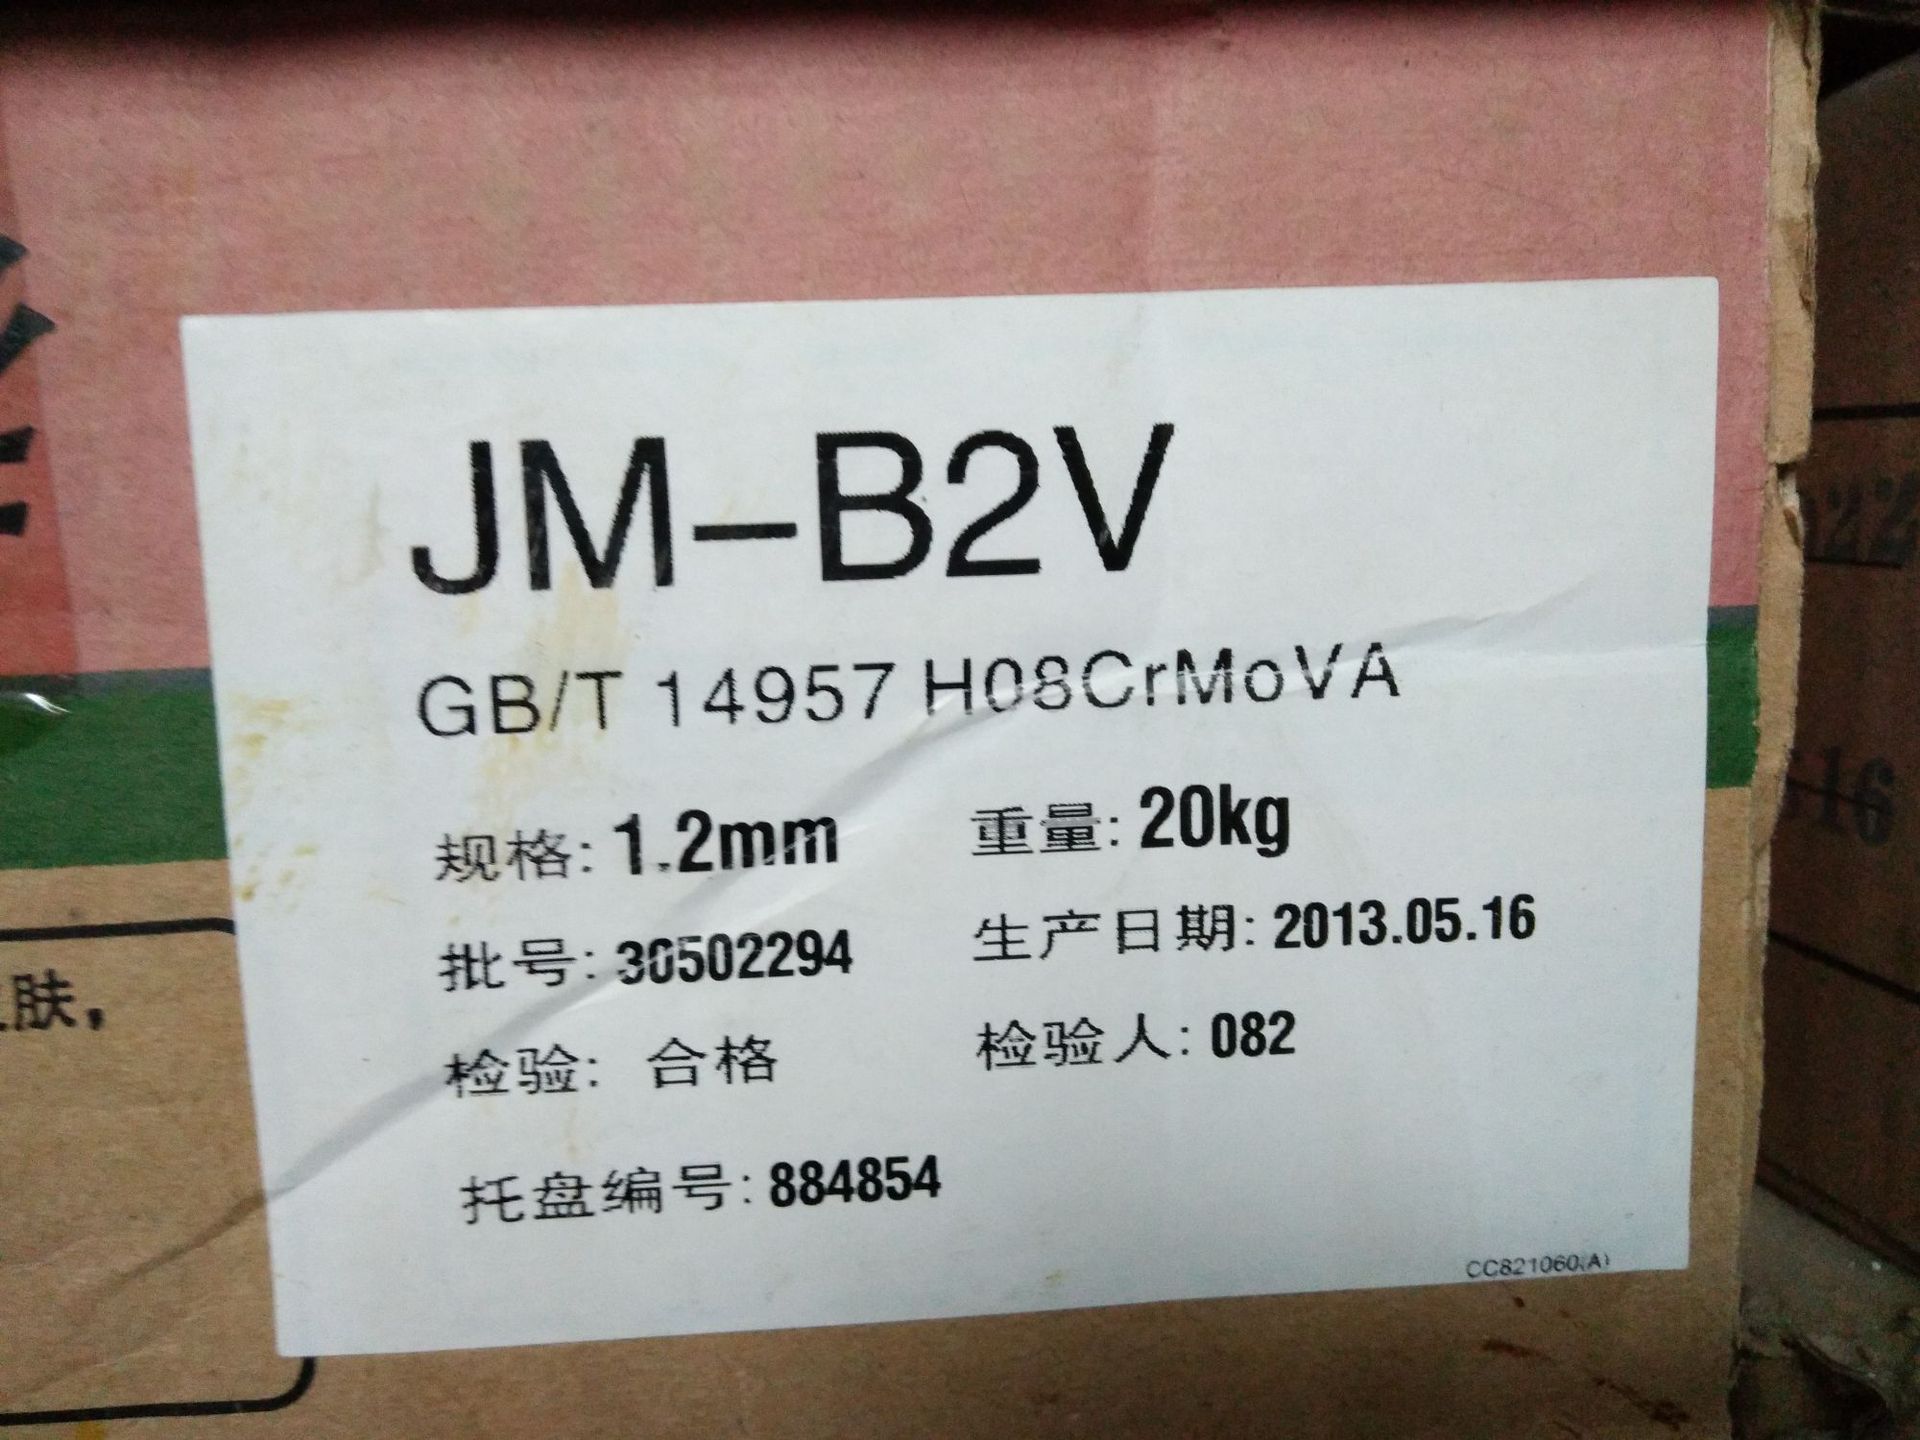 JM-B2V
GB/T 14957 H08CrMoVA
规格: 1.2mm 重量: 20kg
批号: 30502294 生产日期: 2013.05.16
检验: 合格 检验人: 082
托盘编号: 884854
CC821060(A)
肤，